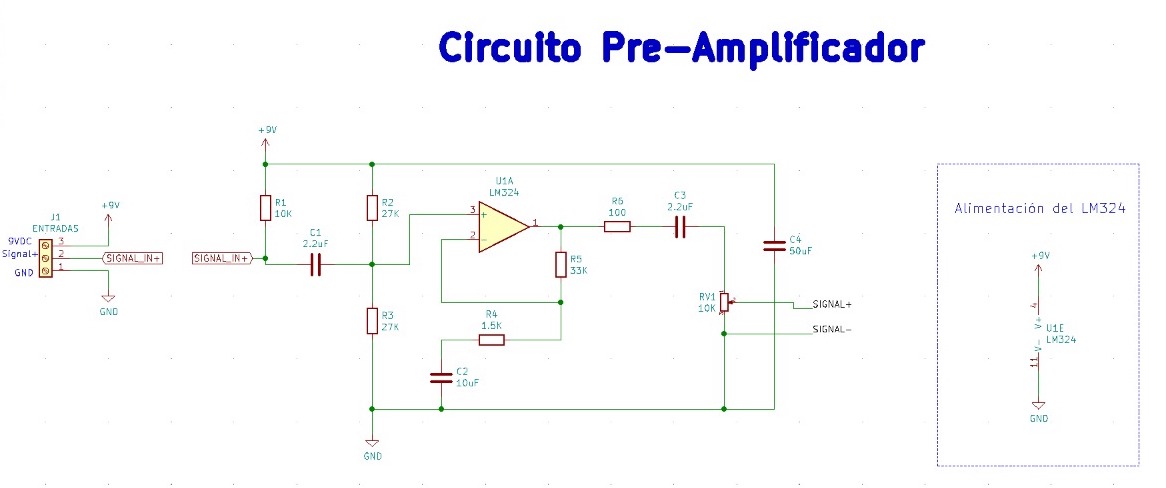 Circuito Pre-Amplificador
+9V
J1
ENTRADAS
+9V
9VDC
3
Signal+
2
SIGNAL_IN+
GND
1
GND
SIGNAL_IN+
R1
10K
C1
2.2uF
R2
27K
R3
27K
GND
U1A
LM324
3
+
2
-
1
R5
33K
R4
1.5K
C2
10uF
R6
100
C3
2.2uF
RV1
10K
C4
50uF
SIGNAL+
SIGNAL-
Alimentación del LM324
+9V
4
V+
U1E
LM324
V-
11
GND